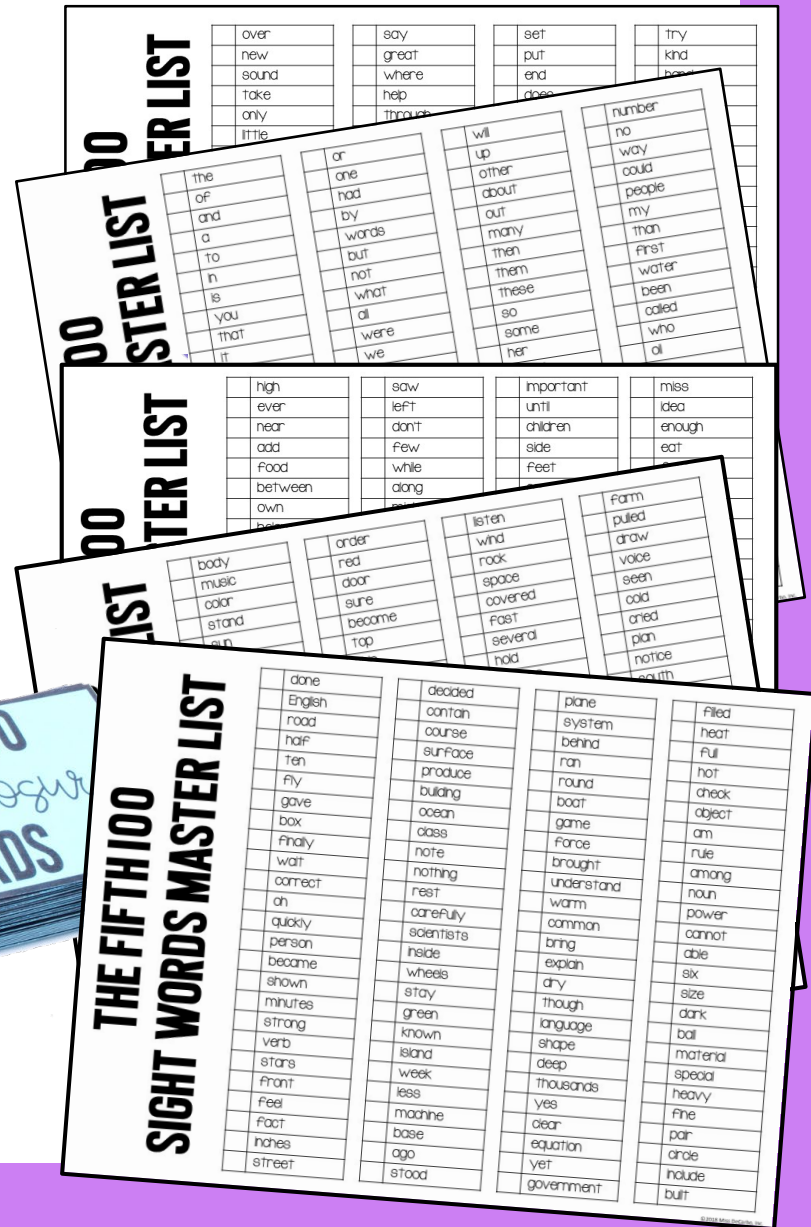 00
ER LIST
over
new
sound
take
only
little
say
great
where
help
through
set
put
end
does
try
kind
hand
00
STER LIST
the
of
and
a
to
in
is
you
that
it
or
one
had
by
words
but
not
what
all
were
we
will
up
other
about
out
many
then
them
these
so
some
her
number
no
way
could
people
my
than
first
water
been
called
who
oil
00
TER LIST
high
ever
near
add
food
between
own
saw
left
don't
few
while
along
important
until
children
side
feet
miss
idea
enough
eat
LIST
body
music
color
stand
sun
order
red
door
sure
become
top
listen
wind
rock
space
covered
fast
several
hold
farm
pulled
draw
voice
seen
cold
cried
plan
notice
south
RDS
THE FIFTH 100
SIGHT WORDS MASTER LIST
done
English
road
half
ten
fly
gave
box
finally
wait
correct
oh
quickly
person
became
shown
minutes
strong
verb
stars
front
feel
fact
inches
street
decided
contain
course
surface
produce
building
ocean
class
note
nothing
rest
carefully
scientists
inside
wheels
stay
green
known
island
week
less
machine
base
ago
stood
plane
system
behind
ran
round
boat
game
force
brought
understand
warm
common
bring
explain
dry
though
language
shape
deep
thousands
yes
clear
equation
yet
government
filled
heat
full
hot
check
object
am
rule
among
noun
power
cannot
able
six
size
dark
ball
material
special
heavy
fine
pair
circle
include
built